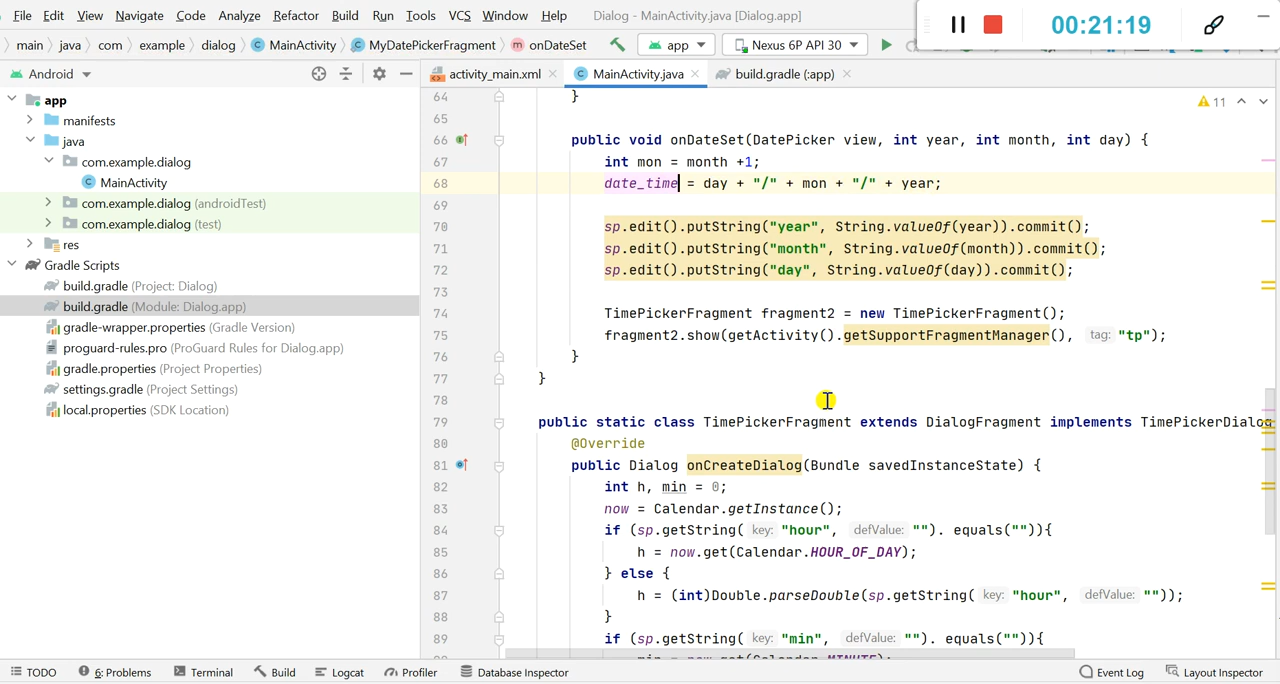 File Edit View Navigate Code Analyze Refactor Build Run Tools VCS Window Help Dialog - MainActivity.java [Dialog.app]
00:21:19
main java com example dialog MainActivity MyDatePickerFragment onDateSet app Nexus 6P API 30
Android
activity_main.xml MainActivity.java build.gradle (:app)
app
manifests
java
com.example.dialog
MainActivity
com.example.dialog (androidTest)
com.example.dialog (test)
res
Gradle Scripts
build.gradle (Project: Dialog)
build.gradle (Module: Dialog.app)
gradle-wrapper.properties (Gradle Version)
proguard-rules.pro (ProGuard Rules for Dialog.app)
gradle.properties (Project Properties)
settings.gradle (Project Settings)
local.properties (SDK Location)
11
64 }
65
66 public void onDateSet(DatePicker view, int year, int month, int day) {
67 int mon = month +1;
68 date_time = day + "/" + mon + "/" + year;
69
70 sp.edit().putString("year", String.valueOf(year)).commit();
71 sp.edit().putString("month", String.valueOf(month)).commit();
72 sp.edit().putString("day", String.valueOf(day)).commit();
73
74 TimePickerFragment fragment2 = new TimePickerFragment();
75 fragment2.show(getActivity().getSupportFragmentManager(), tag: "tp");
76 }
77 }
78
79 public static class TimePickerFragment extends DialogFragment implements TimePickerDialog
80 @Override
81 public Dialog onCreateDialog(Bundle savedInstanceState) {
82 int h, min = 0;
83 now = Calendar.getInstance();
84 if (sp.getString( key: "hour", defValue: ""). equals("")){
85 h = now.get(Calendar.HOUR_OF_DAY);
86 } else {
87 h = (int)Double.parseDouble(sp.getString( key: "hour", defValue: ""));
88 }
89 if (sp.getString( key: "min", defValue: ""). equals("")){
TODO 6: Problems Terminal Build Logcat Profiler Database Inspector Event Log Layout Inspector